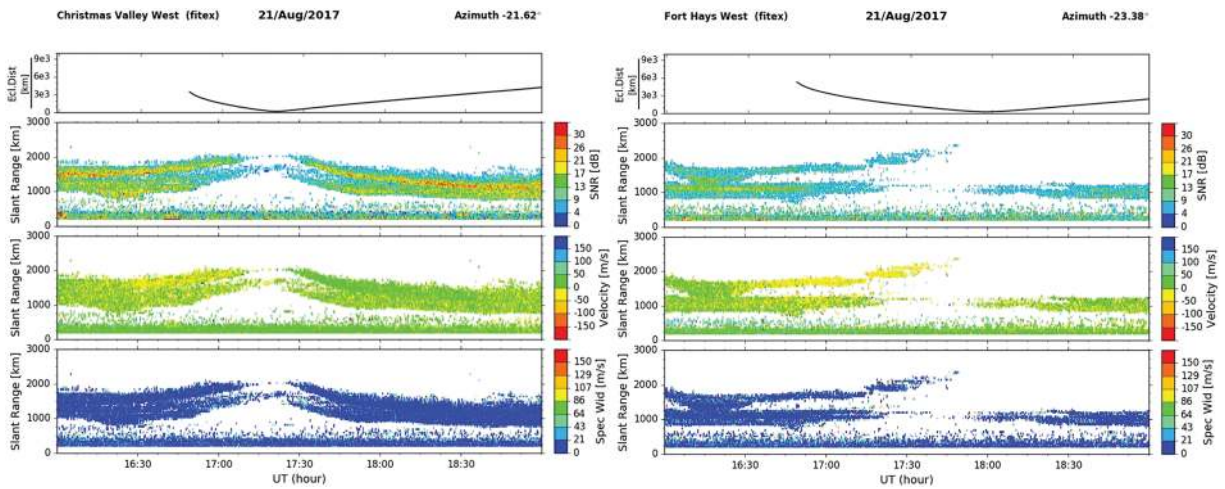 Christmas Valley West (fitex) 21/Aug/2017 Azimuth -21.62°
Ecl.Dist [km]
9e3
6e3
3e3
0
Slant Range [km]
3000
2000
1000
0
30
26
21
17
13
9
4
0
SNR [dB]
Slant Range [km]
3000
2000
1000
0
150
100
50
0
-50
-100
-150
Velocity [m/s]
Slant Range [km]
3000
2000
1000
0
150
129
107
86
64
43
21
0
Spec Wid [m/s]
16:30 17:00 17:30 18:00 18:30
UT (hour)
Fort Hays West (fitex) 21/Aug/2017 Azimuth -23.38°
Ecl.Dist [km]
9e3
6e3
3e3
0
Slant Range [km]
3000
2000
1000
0
30
26
21
17
13
9
4
0
SNR [dB]
Slant Range [km]
3000
2000
1000
0
150
100
50
0
-50
-100
-150
Velocity [m/s]
Slant Range [km]
3000
2000
1000
0
150
129
107
86
64
43
21
0
Spec Wid [m/s]
16:30 17:00 17:30 18:00 18:30
UT (hour)